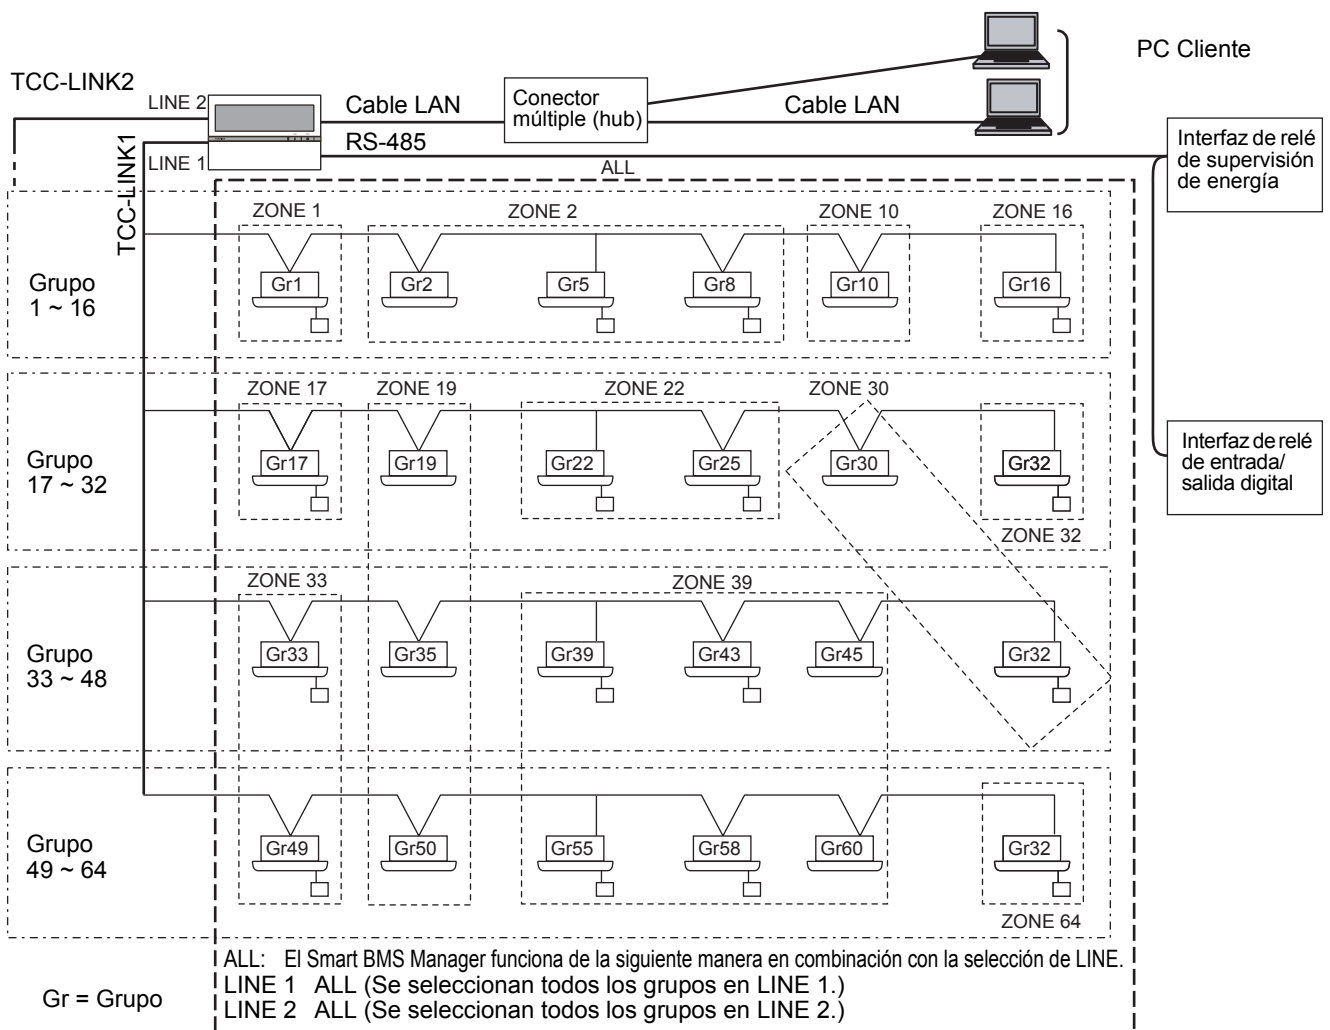 PC Cliente
TCC-LINK2
LINE 2
Cable LAN
Conector
múltiple (hub)
Cable LAN
RS-485
LINE 1
TCC-LINK1
ALL
Interfaz de relé
de supervisión
de energía
ZONE 1
ZONE 2
ZONE 10
ZONE 16
Grupo
1 ~ 16
Gr1
Gr2
Gr5
Gr8
Gr10
Gr16
ZONE 17
ZONE 19
ZONE 22
ZONE 30
Grupo
17 ~ 32
Gr17
Gr19
Gr22
Gr25
Gr30
Gr32
Interfaz de relé
de entrada/
salida digital
ZONE 32
ZONE 33
ZONE 39
Grupo
33 ~ 48
Gr33
Gr35
Gr39
Gr43
Gr45
Gr32
Grupo
49 ~ 64
Gr49
Gr50
Gr55
Gr58
Gr60
Gr32
ZONE 64
ALL: El Smart BMS Manager funciona de la siguiente manera en combinación con la selección de LINE.
LINE 1 ALL (Se seleccionan todos los grupos en LINE 1.)
LINE 2 ALL (Se seleccionan todos los grupos en LINE 2.)
Gr = Grupo